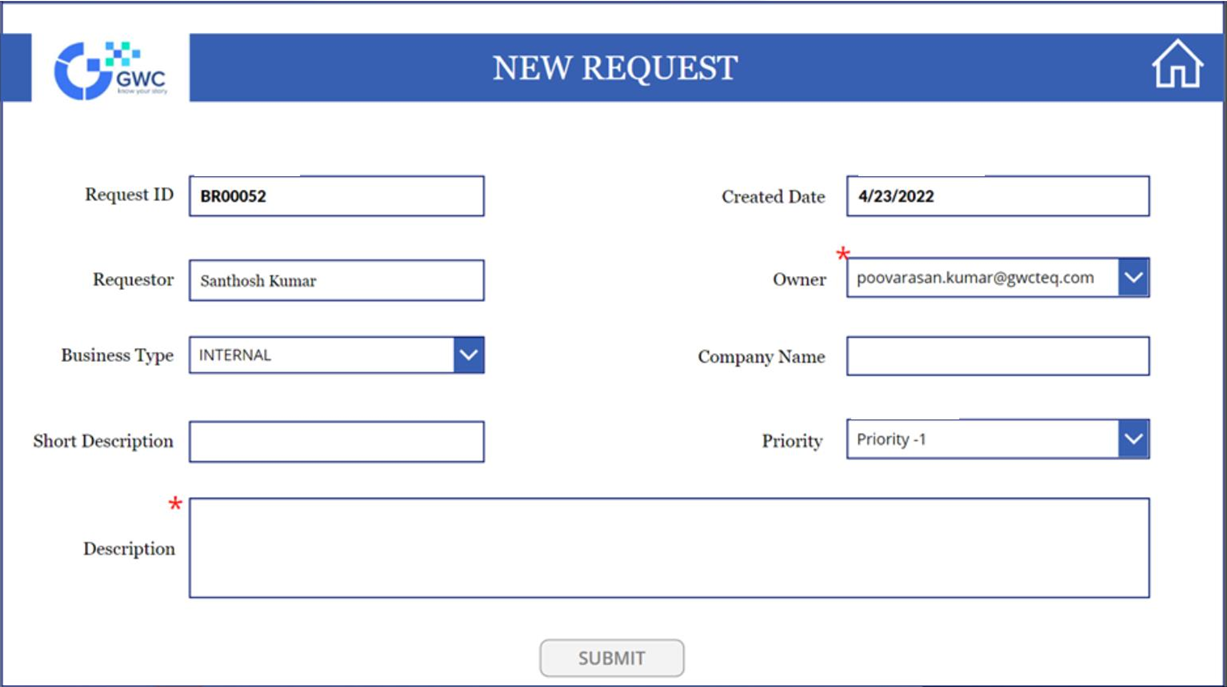 GWC
know your story
NEW REQUEST
Request ID BR00052
Created Date 4/23/2022
Requestor Santhosh Kumar
* Owner poovarasan.kumar@gwcteq.com
Business Type INTERNAL
Company Name
Short Description
Priority Priority -1
* Description
SUBMIT